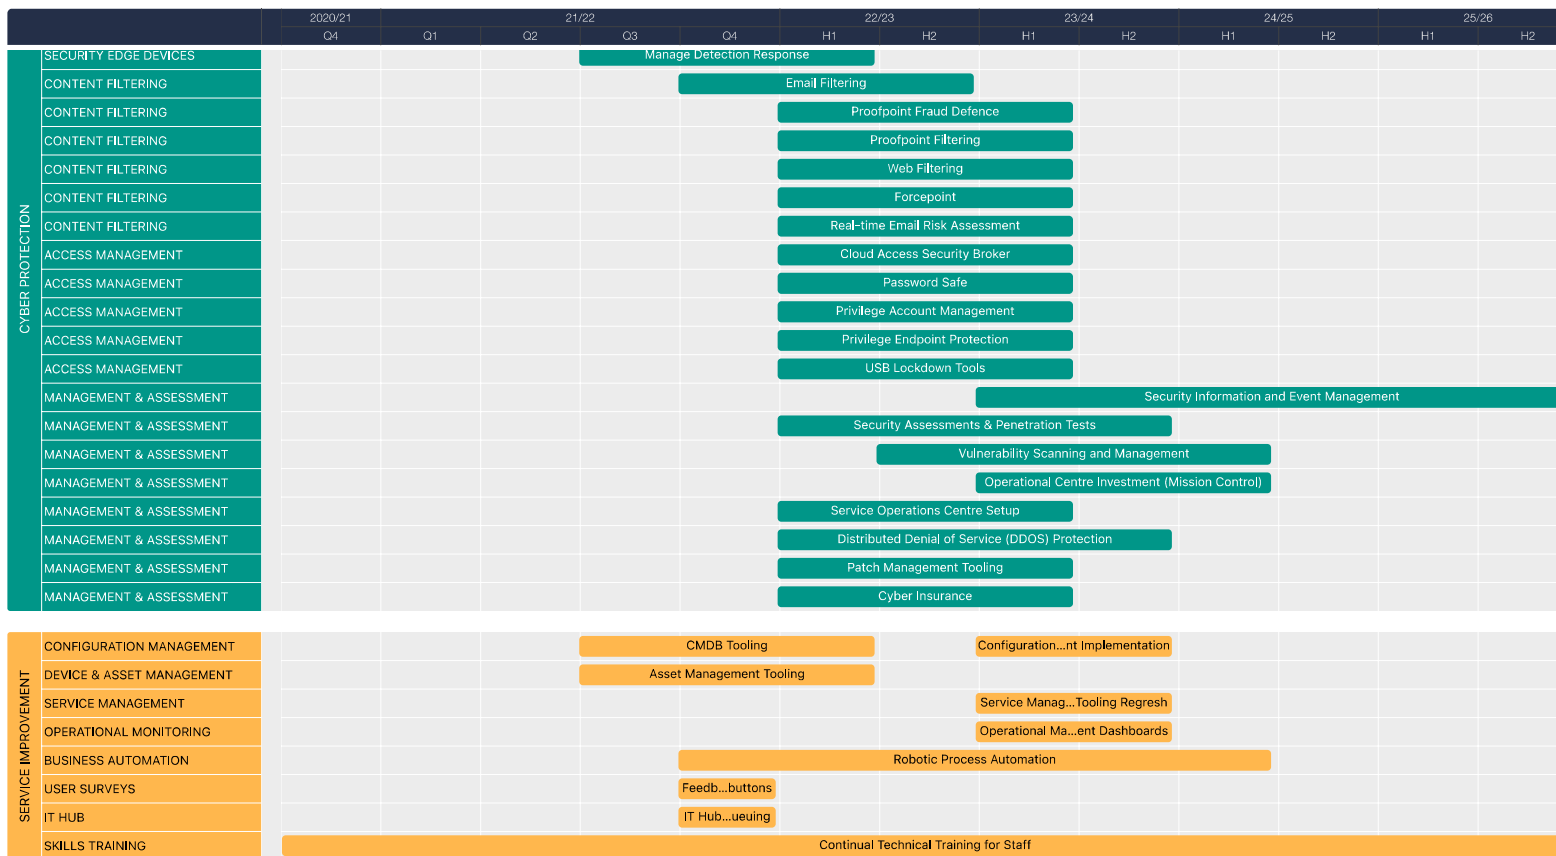 2020/21 21/22 22/23 23/24 24/25 25/26
Q4 Q1 Q2 Q3 Q4 H1 H2 H1 H2 H1 H2 H1 H2
CYBER PROTECTION
SECURITY EDGE DEVICES Manage Detection Response
CONTENT FILTERING Email Filtering
CONTENT FILTERING Proofpoint Fraud Defence
CONTENT FILTERING Proofpoint Filtering
CONTENT FILTERING Web Filtering
CONTENT FILTERING Forcepoint
CONTENT FILTERING Real-time Email Risk Assessment
ACCESS MANAGEMENT Cloud Access Security Broker
ACCESS MANAGEMENT Password Safe
ACCESS MANAGEMENT Privilege Account Management
ACCESS MANAGEMENT Privilege Endpoint Protection
ACCESS MANAGEMENT USB Lockdown Tools
MANAGEMENT & ASSESSMENT Security Information and Event Management
MANAGEMENT & ASSESSMENT Security Assessments & Penetration Tests
MANAGEMENT & ASSESSMENT Vulnerability Scanning and Management
MANAGEMENT & ASSESSMENT Operational Centre Investment (Mission Control)
MANAGEMENT & ASSESSMENT Service Operations Centre Setup
MANAGEMENT & ASSESSMENT Distributed Denial of Service (DDOS) Protection
MANAGEMENT & ASSESSMENT Patch Management Tooling
MANAGEMENT & ASSESSMENT Cyber Insurance
SERVICE IMPROVEMENT
CONFIGURATION MANAGEMENT CMDB Tooling Configuration...nt Implementation
DEVICE & ASSET MANAGEMENT Asset Management Tooling
SERVICE MANAGEMENT Service Manag...Tooling Regresh
OPERATIONAL MONITORING Operational Ma...ent Dashboards
BUSINESS AUTOMATION Robotic Process Automation
USER SURVEYS Feedb...buttons
IT HUB IT Hub...ueuing
SKILLS TRAINING Continual Technical Training for Staff